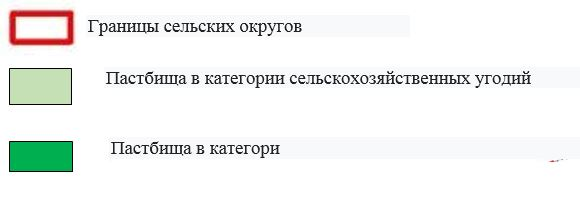 Границы сельских округов
Пастбища в категории сельскохозяйственных угодий
Пастбища в категори